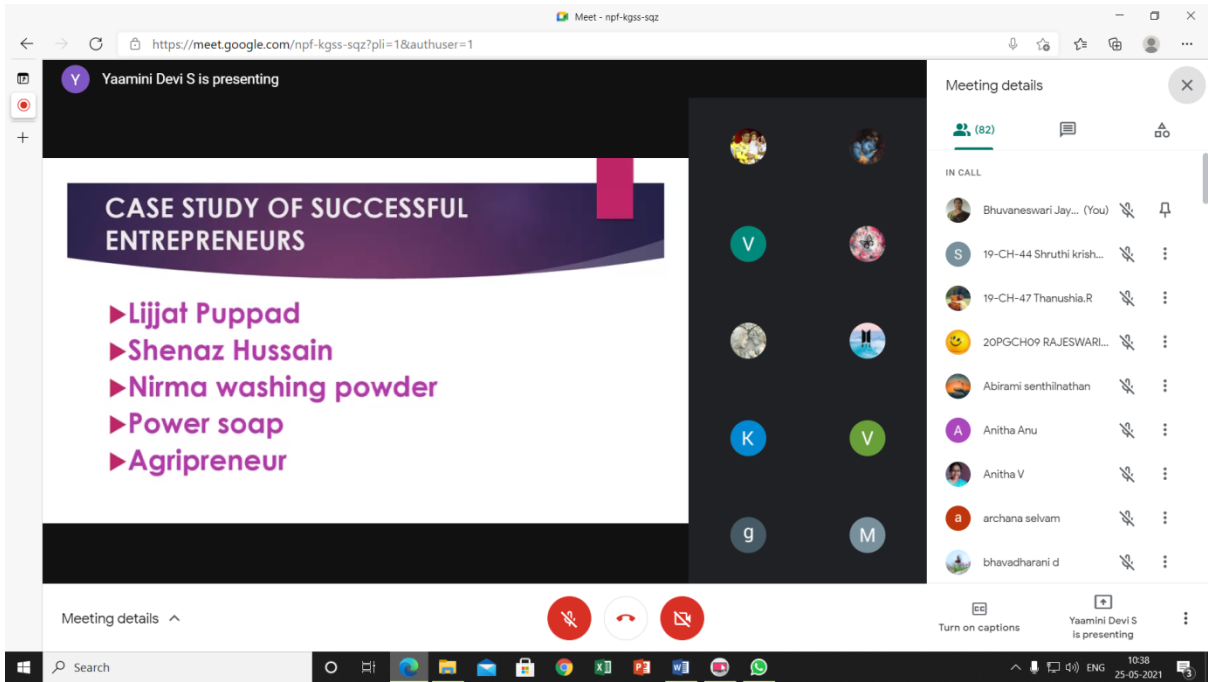 Meet - npf-kgss-sqz
https://meet.google.com/npf-kgss-sqz?pli=1&authuser=1
Y
Yaamini Devi S is presenting
CASE STUDY OF SUCCESSFUL
ENTREPRENEURS
Lijjat Puppad
Shenaz Hussain
Nirma washing powder
Power soap
Agripreneur
V
K
V
g
M
Meeting details
(82)
IN CALL
Bhuvaneswari Jay... (You)
S
19-CH-44 Shruthi krish...
19-CH-47 Thanushia.R
20PGCH09 RAJESWARI...
Abirami senthilnathan
A
Anitha Anu
Anitha V
a
archana selvam
bhavadharani d
Meeting details
CC
Turn on captions
Yaamini Devi S
is presenting
Search
ENG
10:38
25-05-2021
3